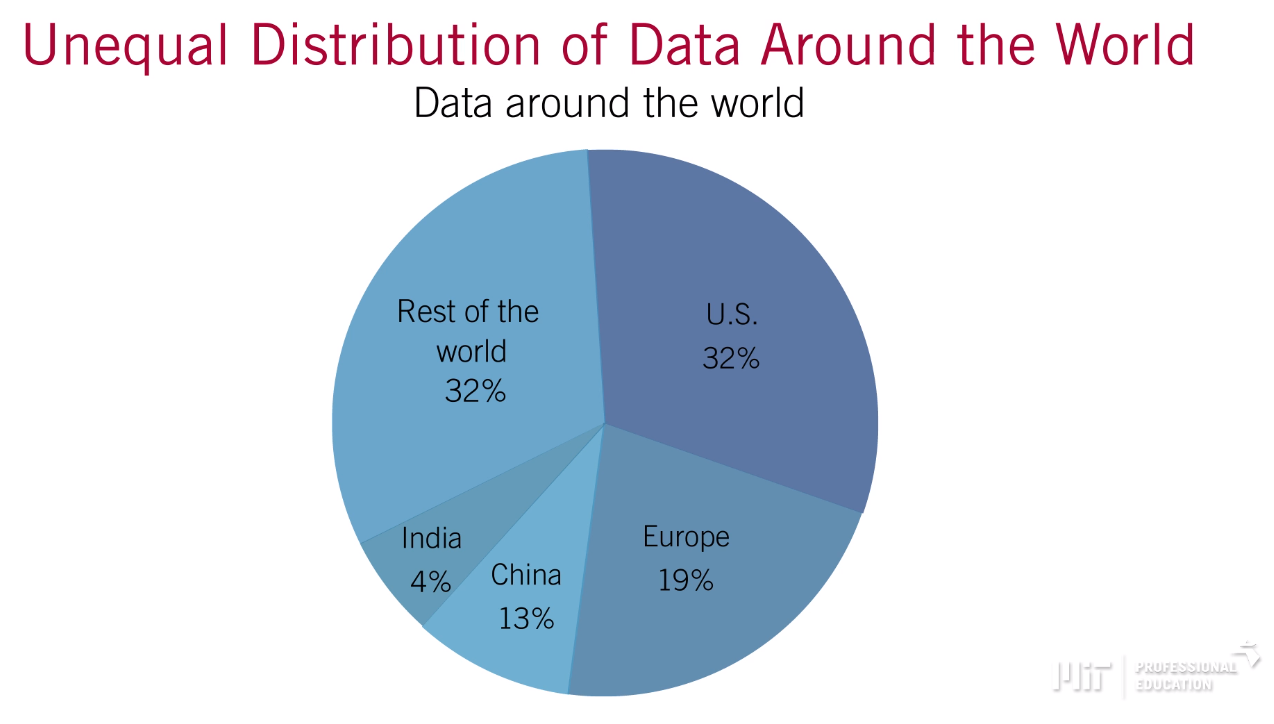 Unequal Distribution of Data Around the World
Data around the world
Rest of the
world
32%
U.S.
32%
India
4%
China
13%
Europe
19%
MIT
PROFESSIONAL
EDUCATION